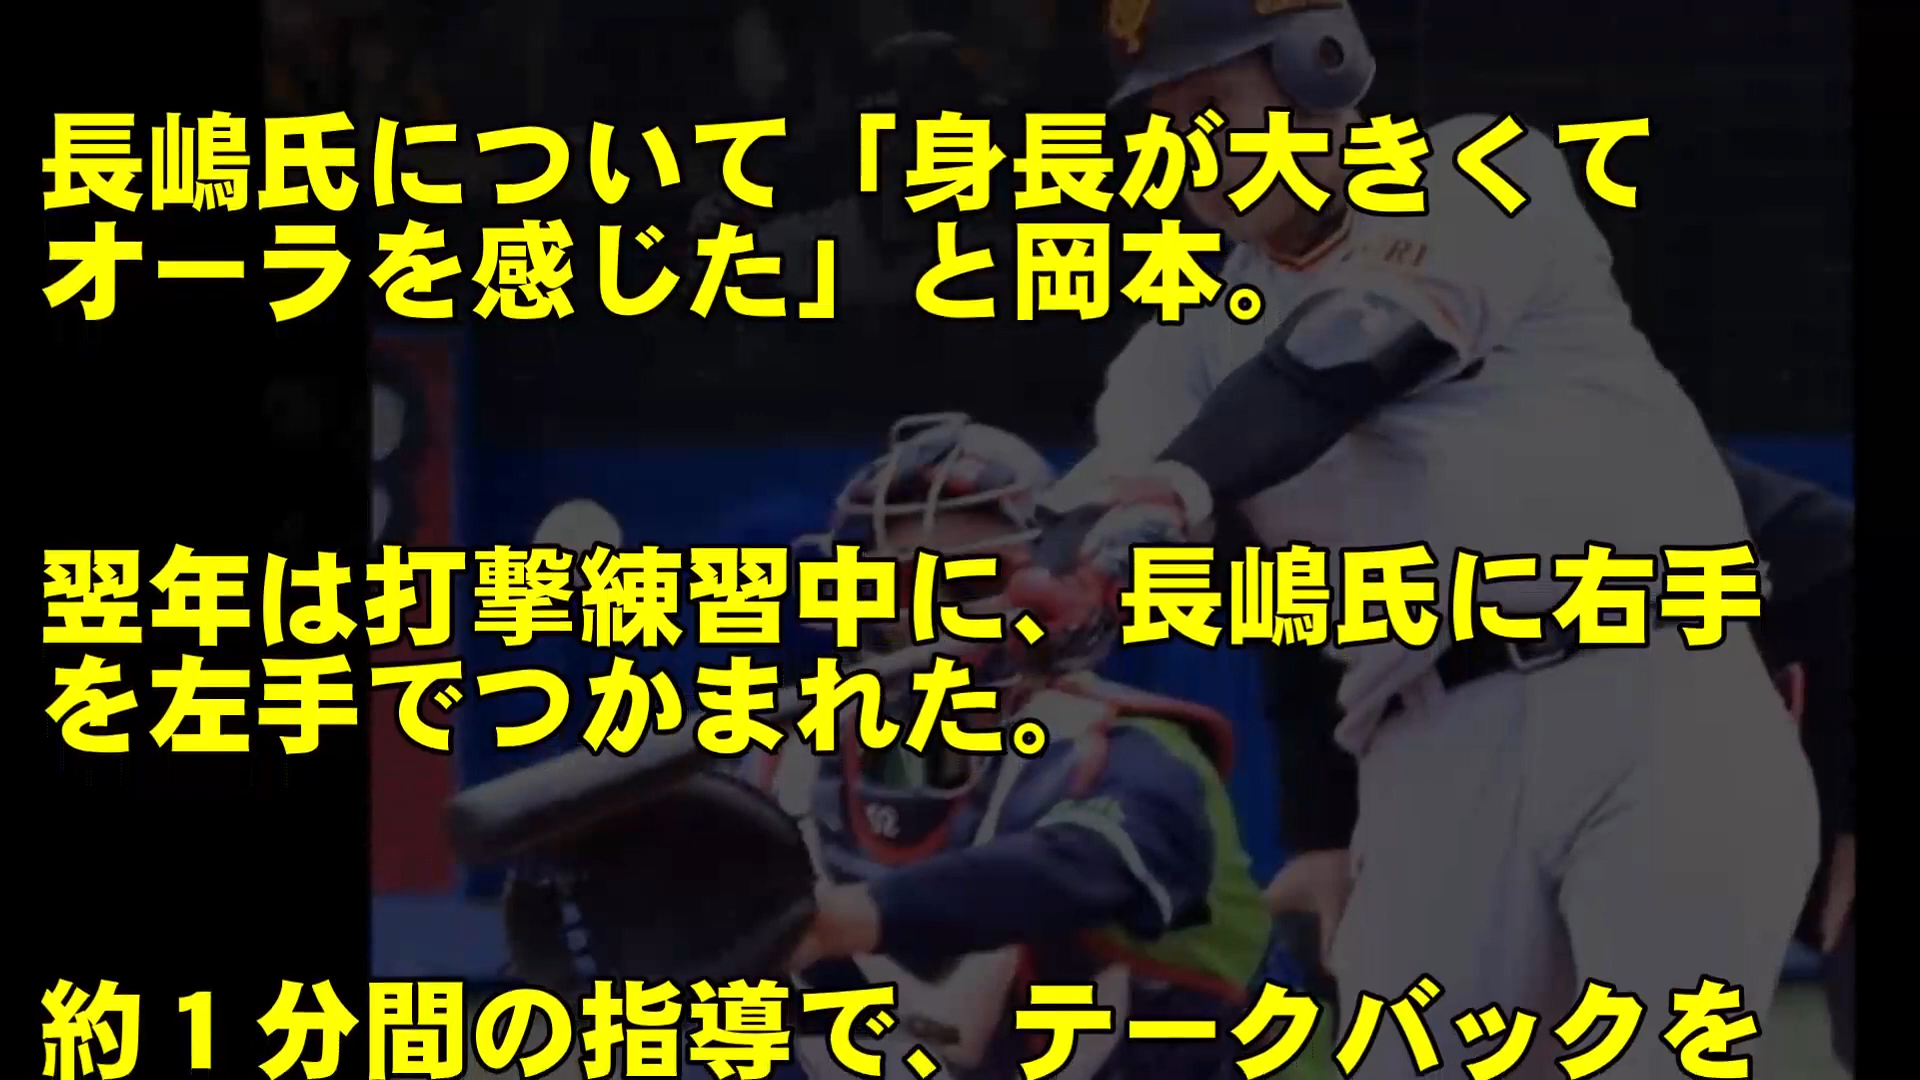 長嶋氏について「身長が大きくて
オーラを感じた」と岡本。
翌年は打撃練習中に、長嶋氏に右手
を左手でつかまれた。
約１分間の指導で、テークバックを
52